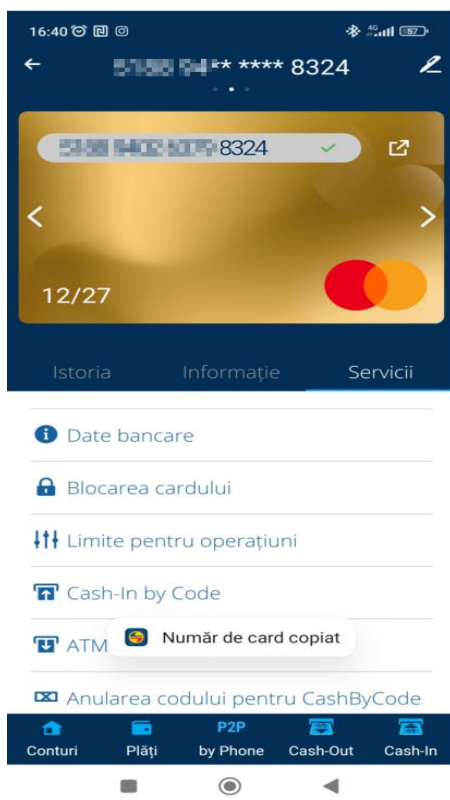 16:40
4G 57
** **** 8324
8324
12/27
Istoria Informație Servicii
Date bancare
Blocarea cardului
Limite pentru operațiuni
Cash-In by Code
ATM
Număr de card copiat
Anularea codului pentru CashByCode
P2P
Conturi Plăți by Phone Cash-Out Cash-In